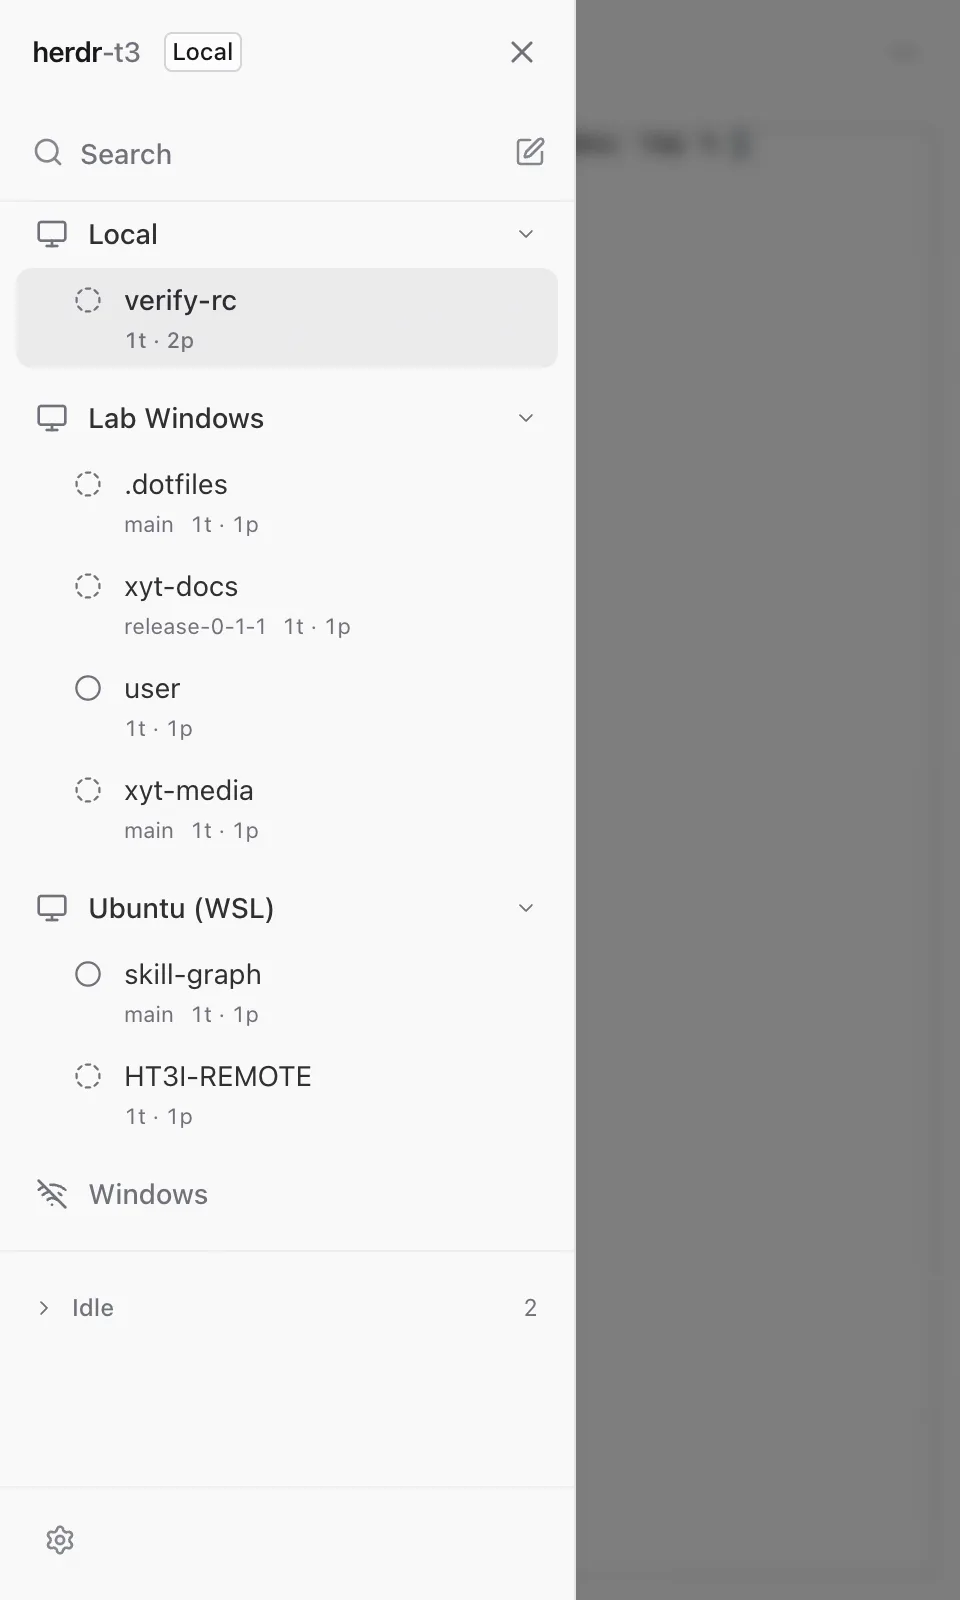 herdr-t3 Local
Search
Local
verify-rc
1t · 2p
Lab Windows
.dotfiles
main 1t · 1p
xyt-docs
release-0-1-1 1t · 1p
user
1t · 1p
xyt-media
main 1t · 1p
Ubuntu (WSL)
skill-graph
main 1t · 1p
HT3I-REMOTE
1t · 1p
Windows
Idle 2